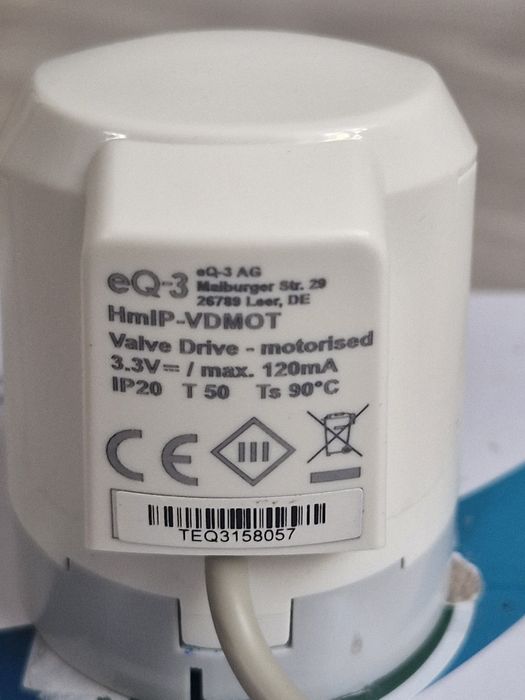 eQ-3
eQ-3 AG
Maiburger Str. 29
26789 Leer, DE
HmIP-VDMOT
Valve Drive - motorised
3.3V⎓ / max. 120mA
IP20 T 50 Ts 90°C
CE
III
TEQ3158057